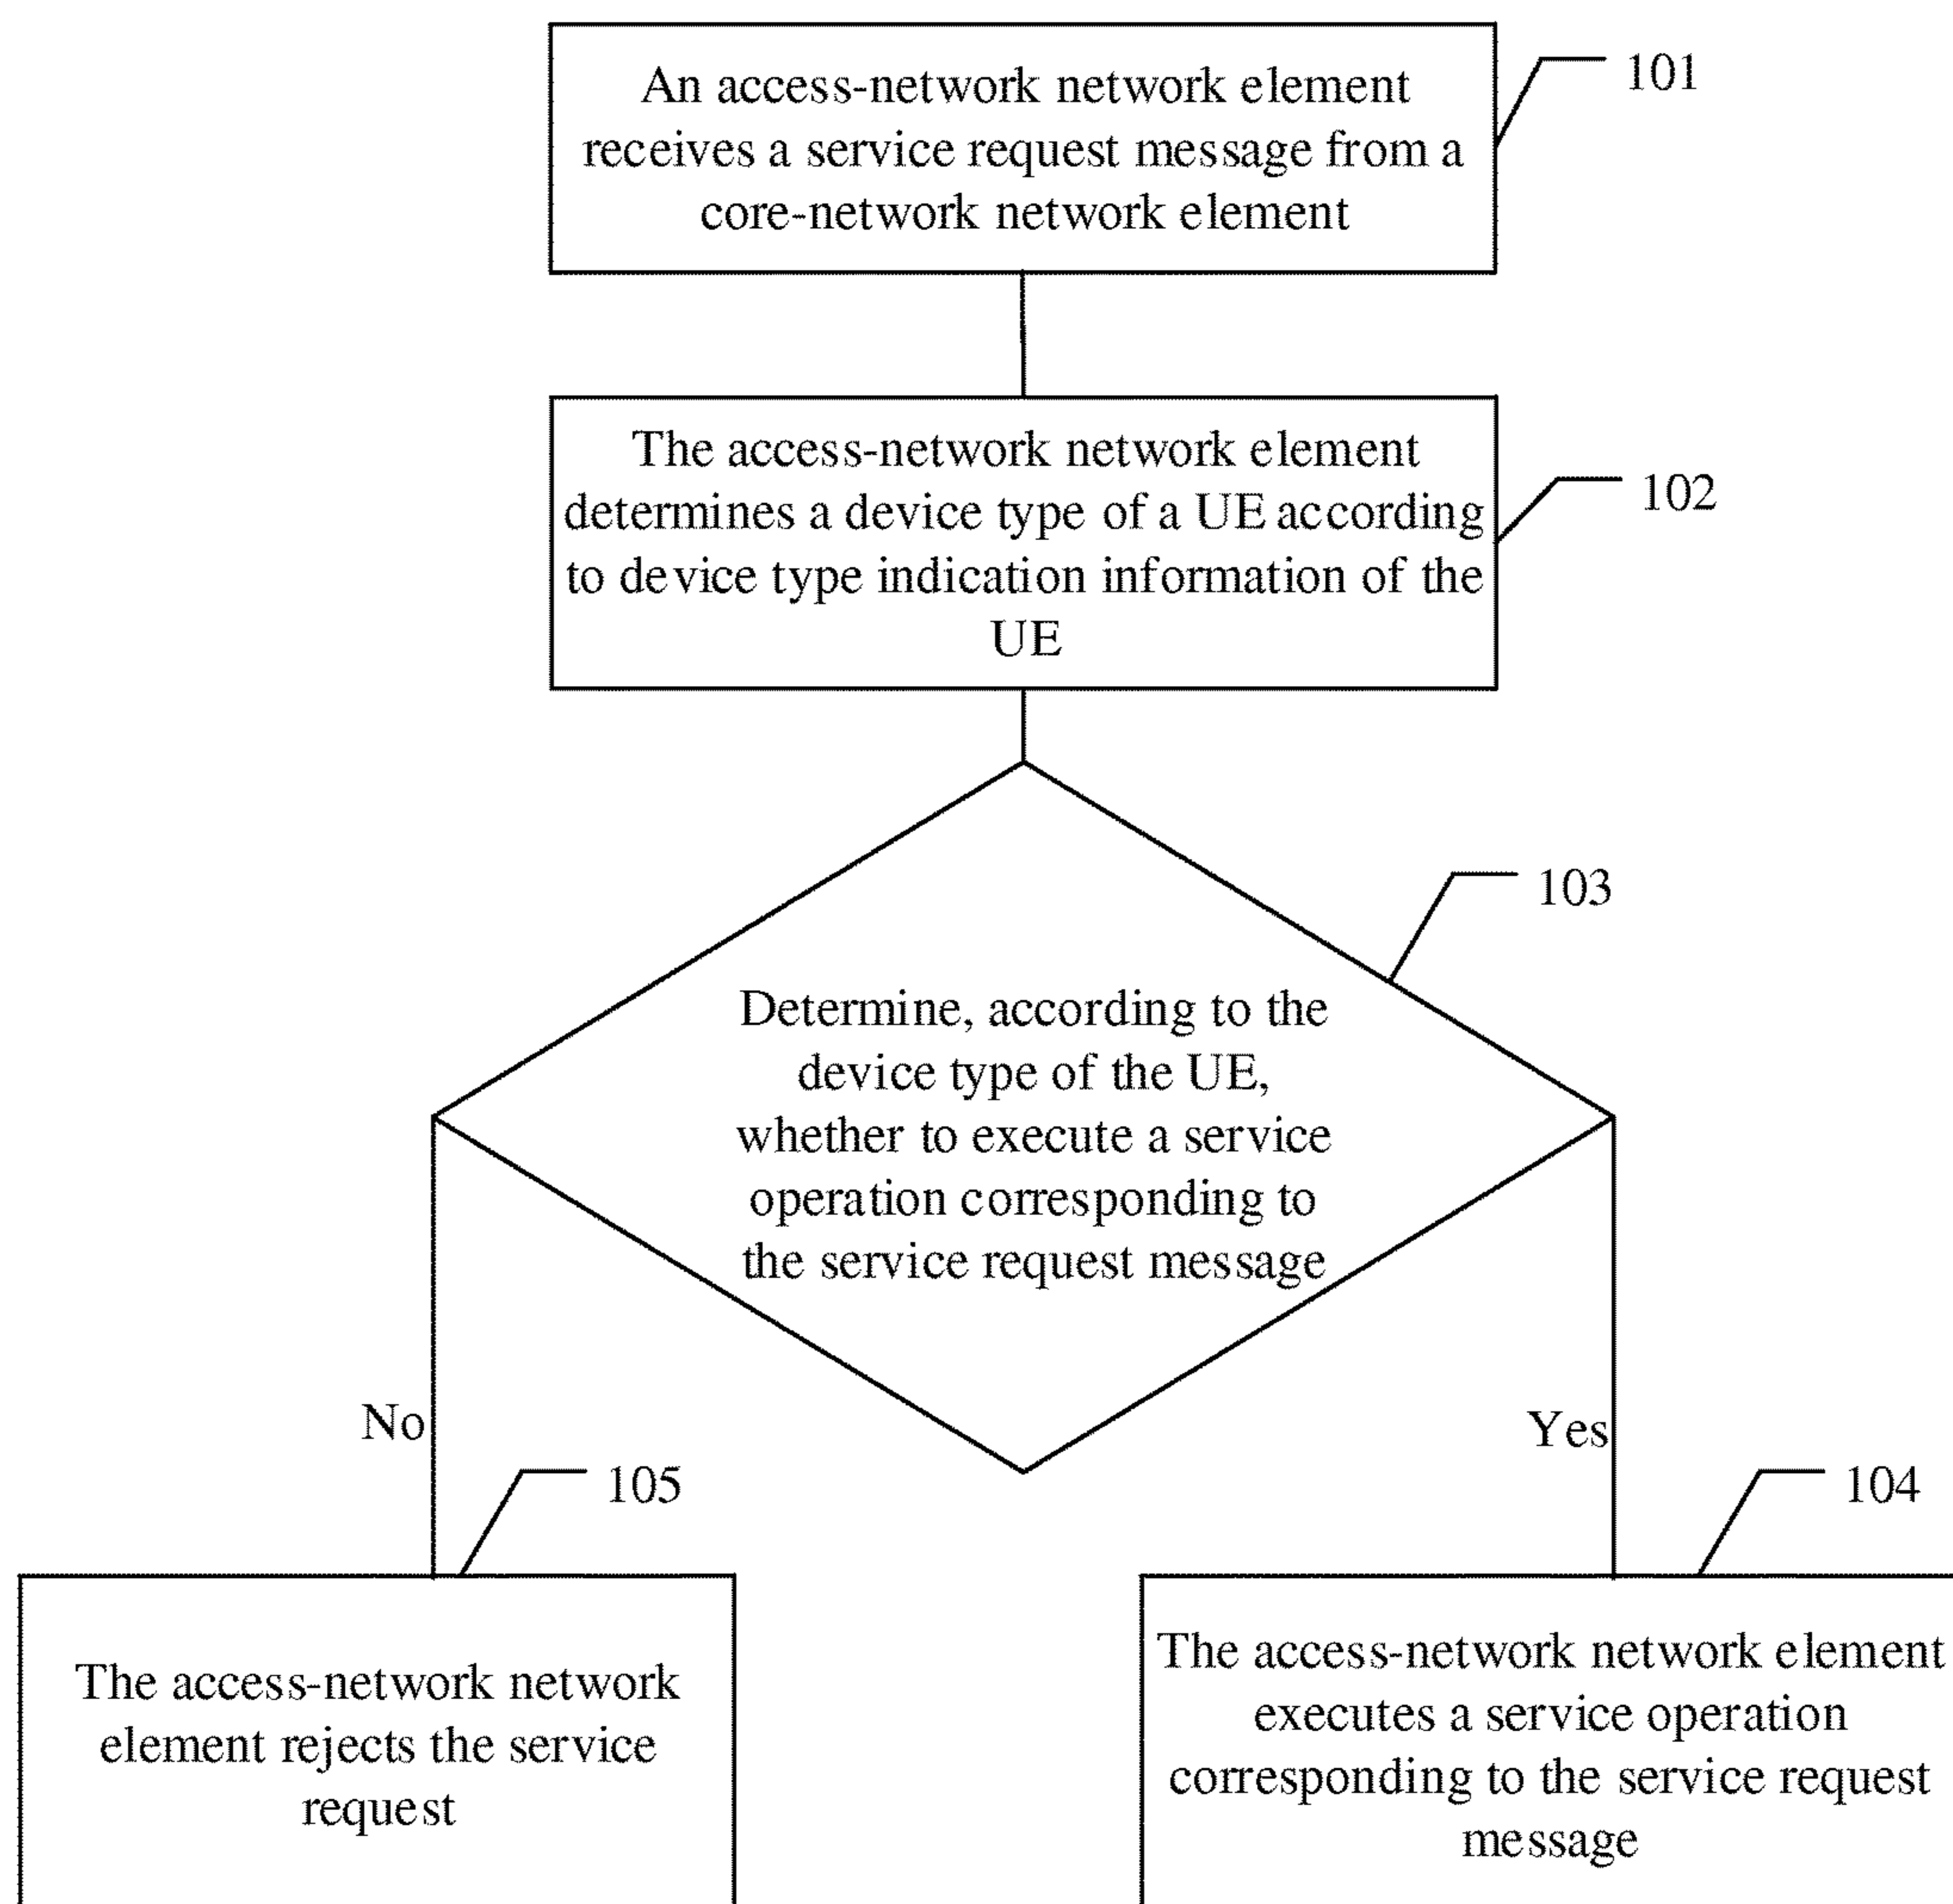 An access-network network element
receives a service request message from a
core-network network element
101
The access-network network element
determines a device type of a UE according
to device type indication information of the
UE
102
103
Determine, according to the
device type of the UE,
whether to execute a service
operation corresponding to
the service request message
No
Yes
105
104
The access-network network
element rejects the service
request
The access-network network element
executes a service operation
corresponding to the service request
message